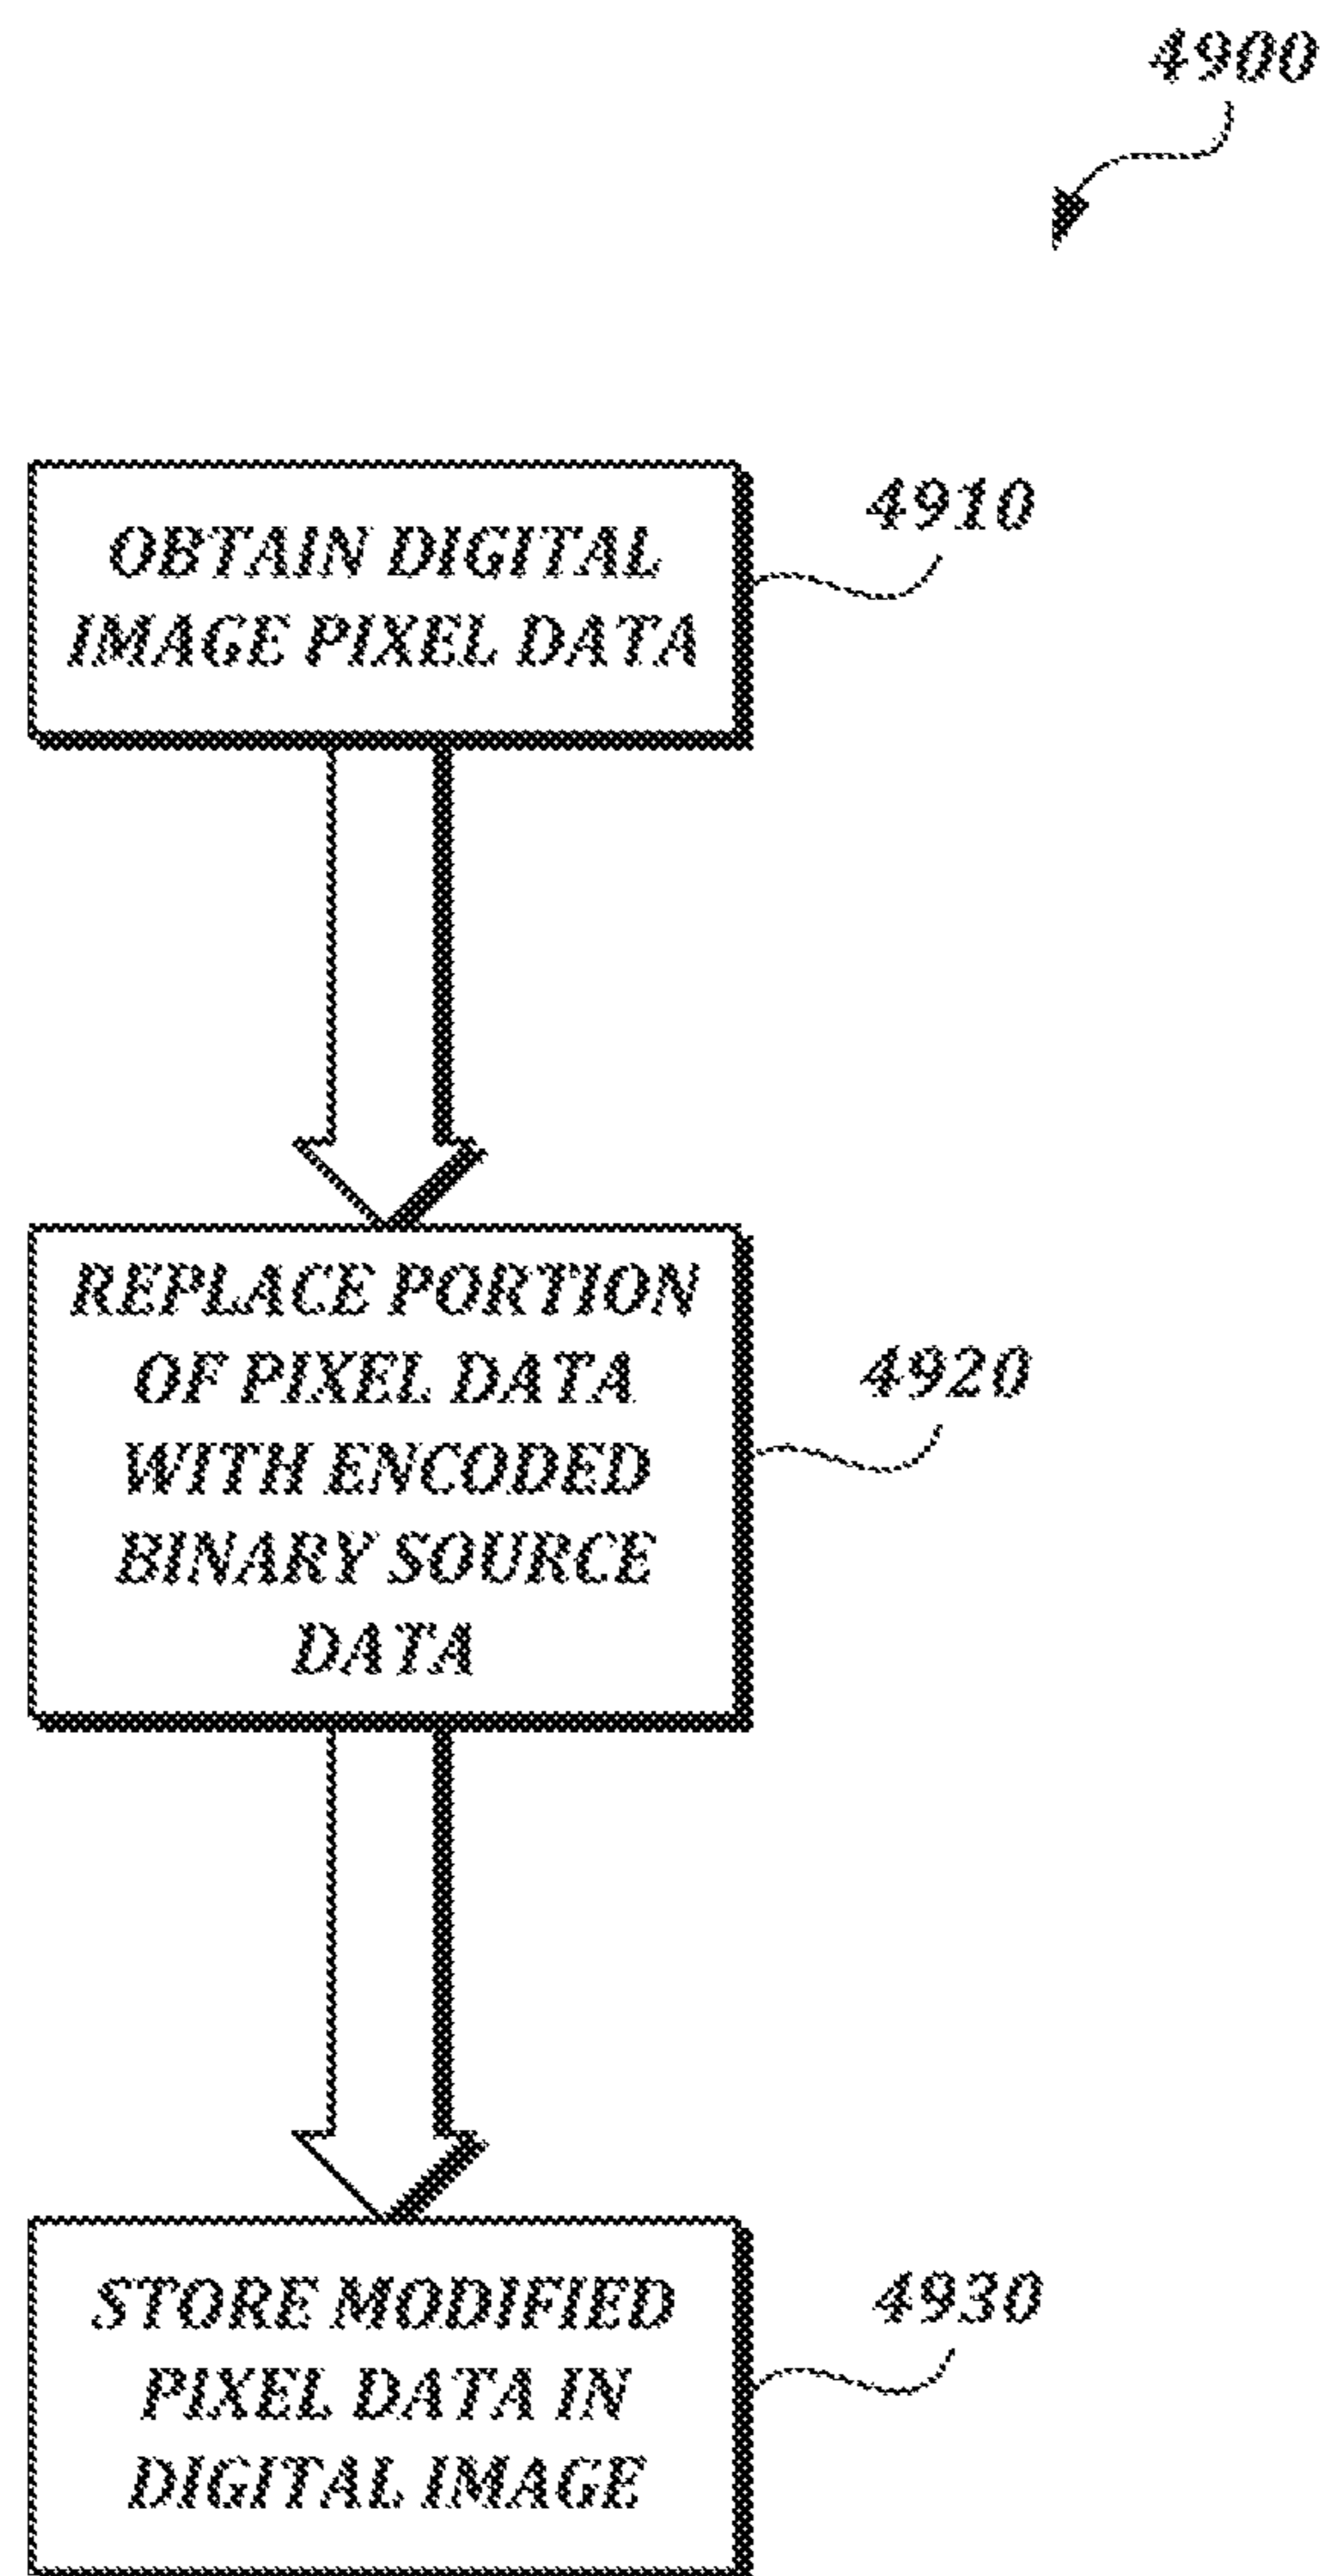 4900
OBTAIN DIGITAL
IMAGE PIXEL DATA
4910
REPLACE PORTION
OF PIXEL DATA
WITH ENCODED
BINARY SOURCE
DATA
4920
STORE MODIFIED
PIXEL DATA IN
DIGITAL IMAGE
4930